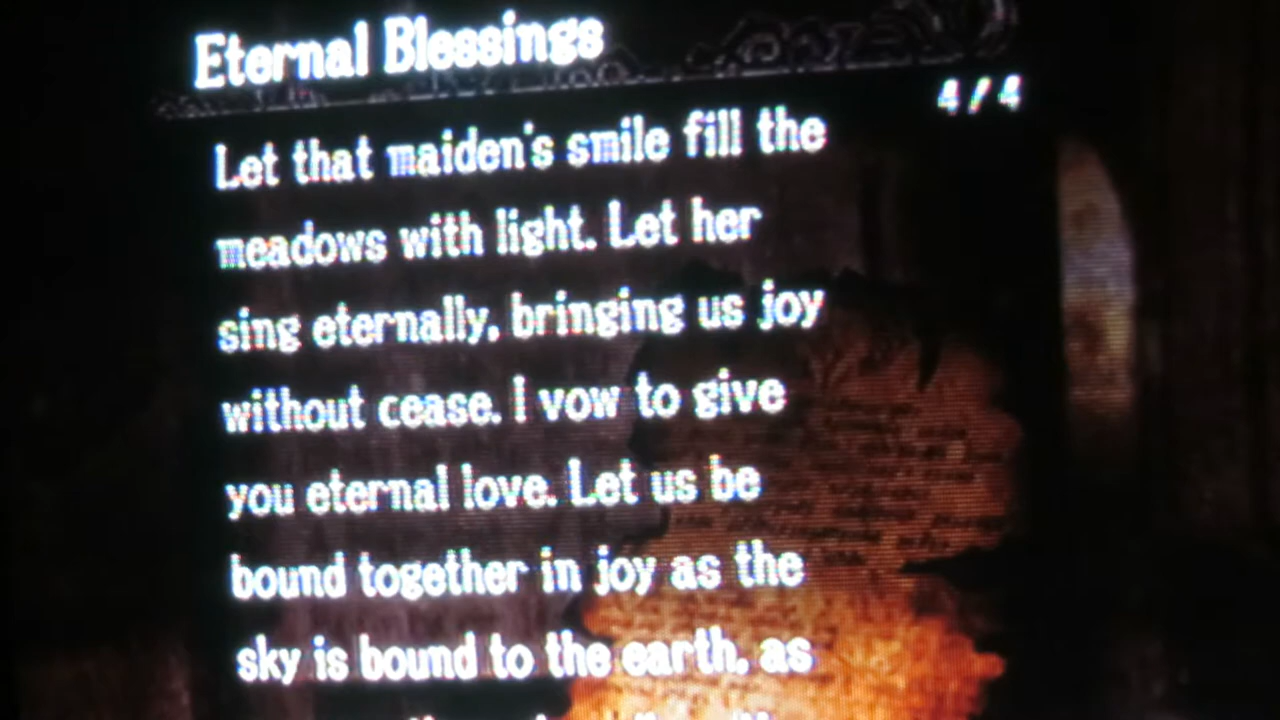 Eternal Blessings
4/4
Let that maiden's smile fill the
meadows with light. Let her
sing eternally, bringing us joy
without cease. I vow to give
you eternal love. Let us be
bound together in joy as the
sky is bound to the earth, as